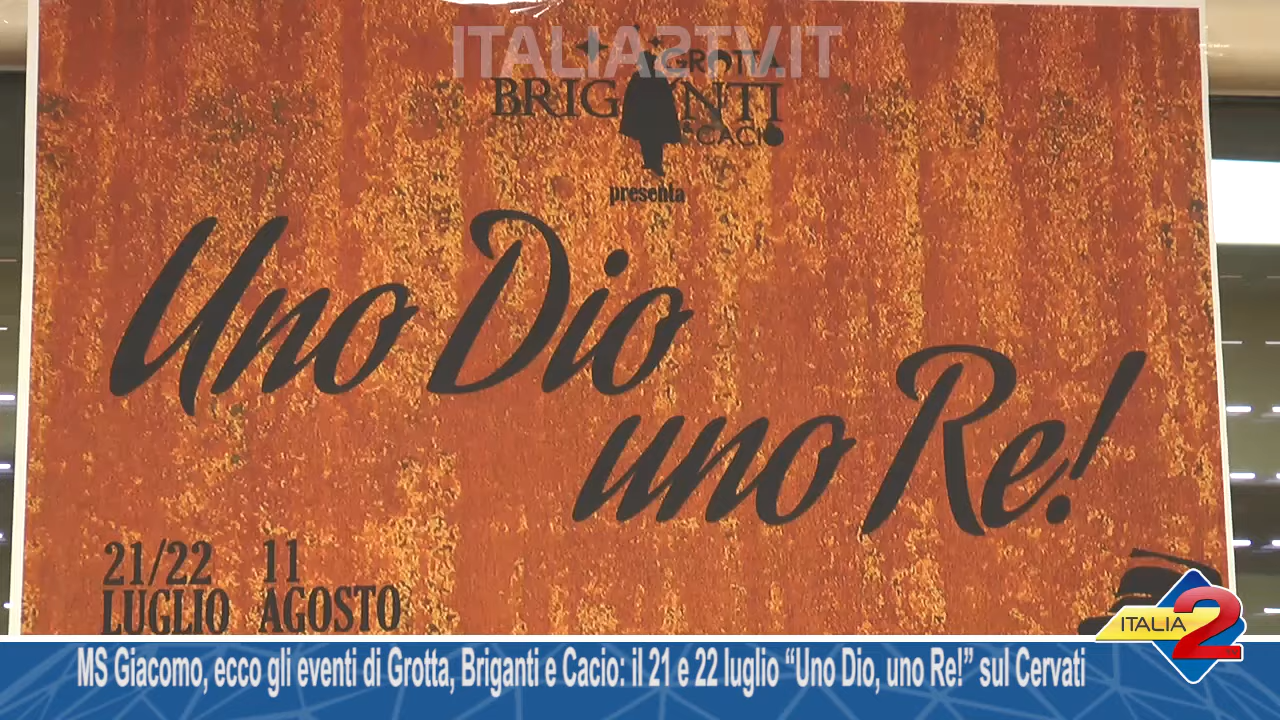 ITALIA2TV.IT
GROTTA
BRIGANTI
& CACIO
presenta
Uno Dio
uno Re!
21/22 11
LUGLIO AGOSTO
ITALIA 2
MS Giacomo, ecco gli eventi di Grotta, Briganti e Cacio: il 21 e 22 luglio “Uno Dio, uno Re!” sul Cervati